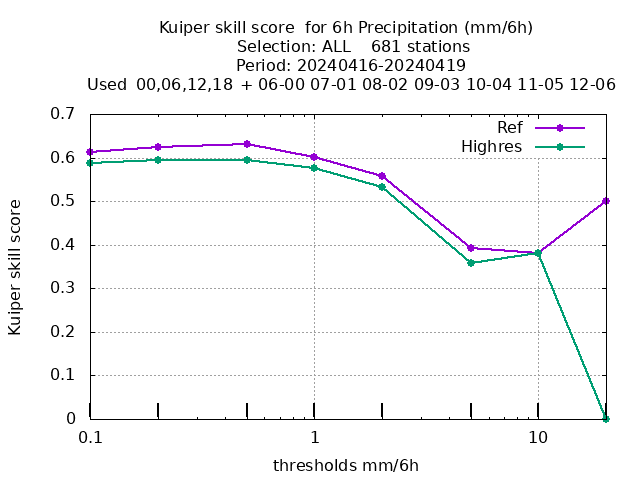 Kuiper skill score  for 6h Precipitation (mm/6h)
Selection: ALL    681 stations
Period: 20240416-20240419
Used  00,06,12,18  + 06-00 07-01 08-02 09-03 10-04 11-05 12-06
Ref
Highres
Kuiper skill score
0.7
0.6
0.5
0.4
0.3
0.2
0.1
0
0.1 1 10
thresholds mm/6h